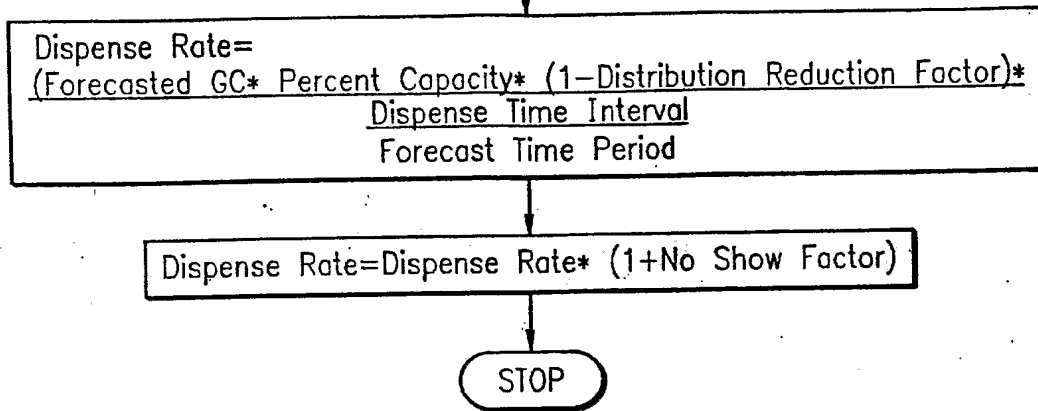 Dispense Rate=
(Forecasted GC* Percent Capacity* (1-Distribution Reduction Factor)*
Dispense Time Interval
Forecast Time Period
Dispense Rate=Dispense Rate* (1+No Show Factor)
STOP